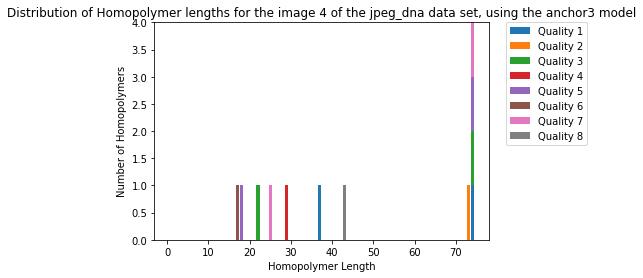 Distribution of Homopolymer lengths for the image 4 of the jpeg_dna data set, using the anchor3 model
4.0
3.5
3.0
2.5
2.0
1.5
1.0
0.5
0.0
Number of Homopolymers
0 10 20 30 40 50 60 70
Homopolymer Length
Quality 1
Quality 2
Quality 3
Quality 4
Quality 5
Quality 6
Quality 7
Quality 8